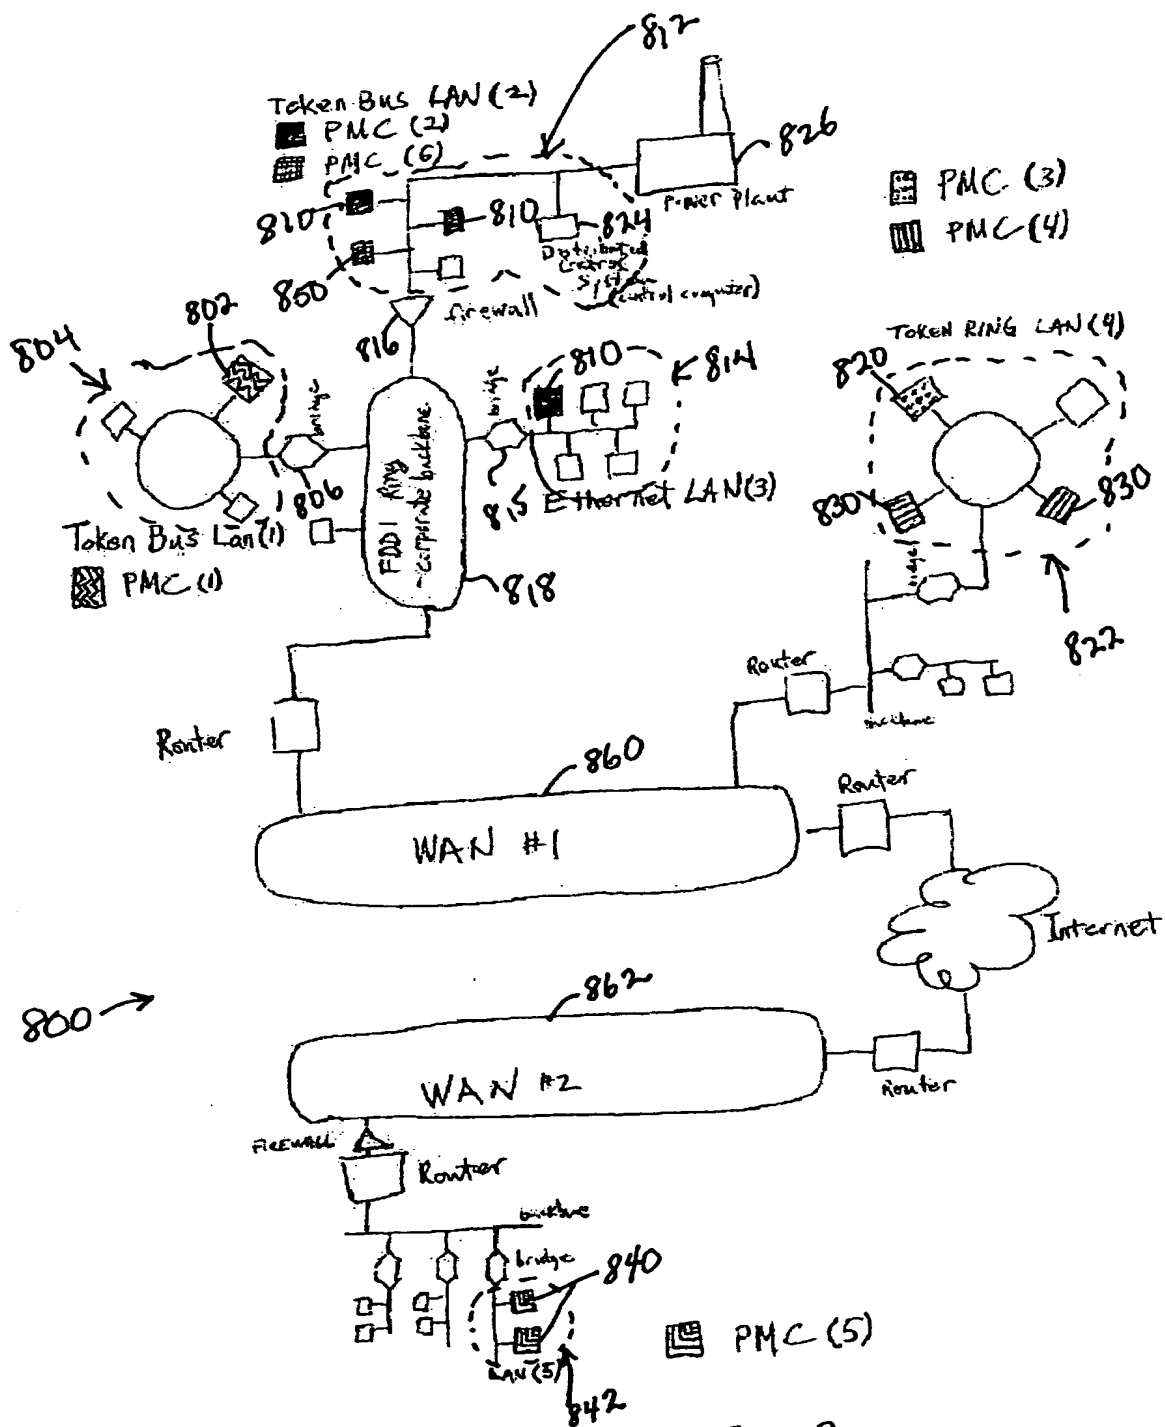 812
Token Bus LAN (2)
PMC (2)
PMC (6)
826
Power Plant
PMC (3)
PMC (4)
810
810
824
Distributed
Control
System
(control computer)
850
firewall
816
802
804
TOKEN RING LAN (4)
820
810
814
bridge
bridge
FDDI Ring
- corporate backbone
806
815
Ethernet LAN (3)
830
830
Token Bus Lan (1)
PMC (1)
818
bridge
822
Router
Router
backbone
860
Router
WAN #1
Internet
800
862
WAN #2
Router
FIREWALL
Router
backbone
bridge
840
PMC (5)
LAN (5)
842